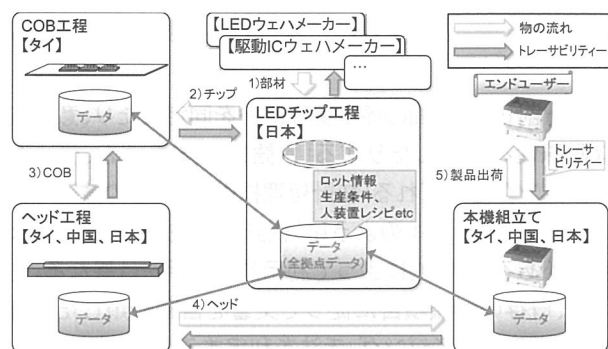 COB工程
【タイ】
データ
【LEDウェハメーカー】
【駆動ICウェハメーカー】
…
物の流れ
トレーサビリティー
エンドユーザー
1)部材
2)チップ
LEDチップ工程
【日本】
ロット情報
生産条件、
人装置レシピetc
データ
(全拠点データ)
3)COB
ヘッド工程
【タイ、中国、日本】
データ
4)ヘッド
5)製品出荷
トレーサ
ビリティー
本機組立て
【タイ、中国、日本】
データ